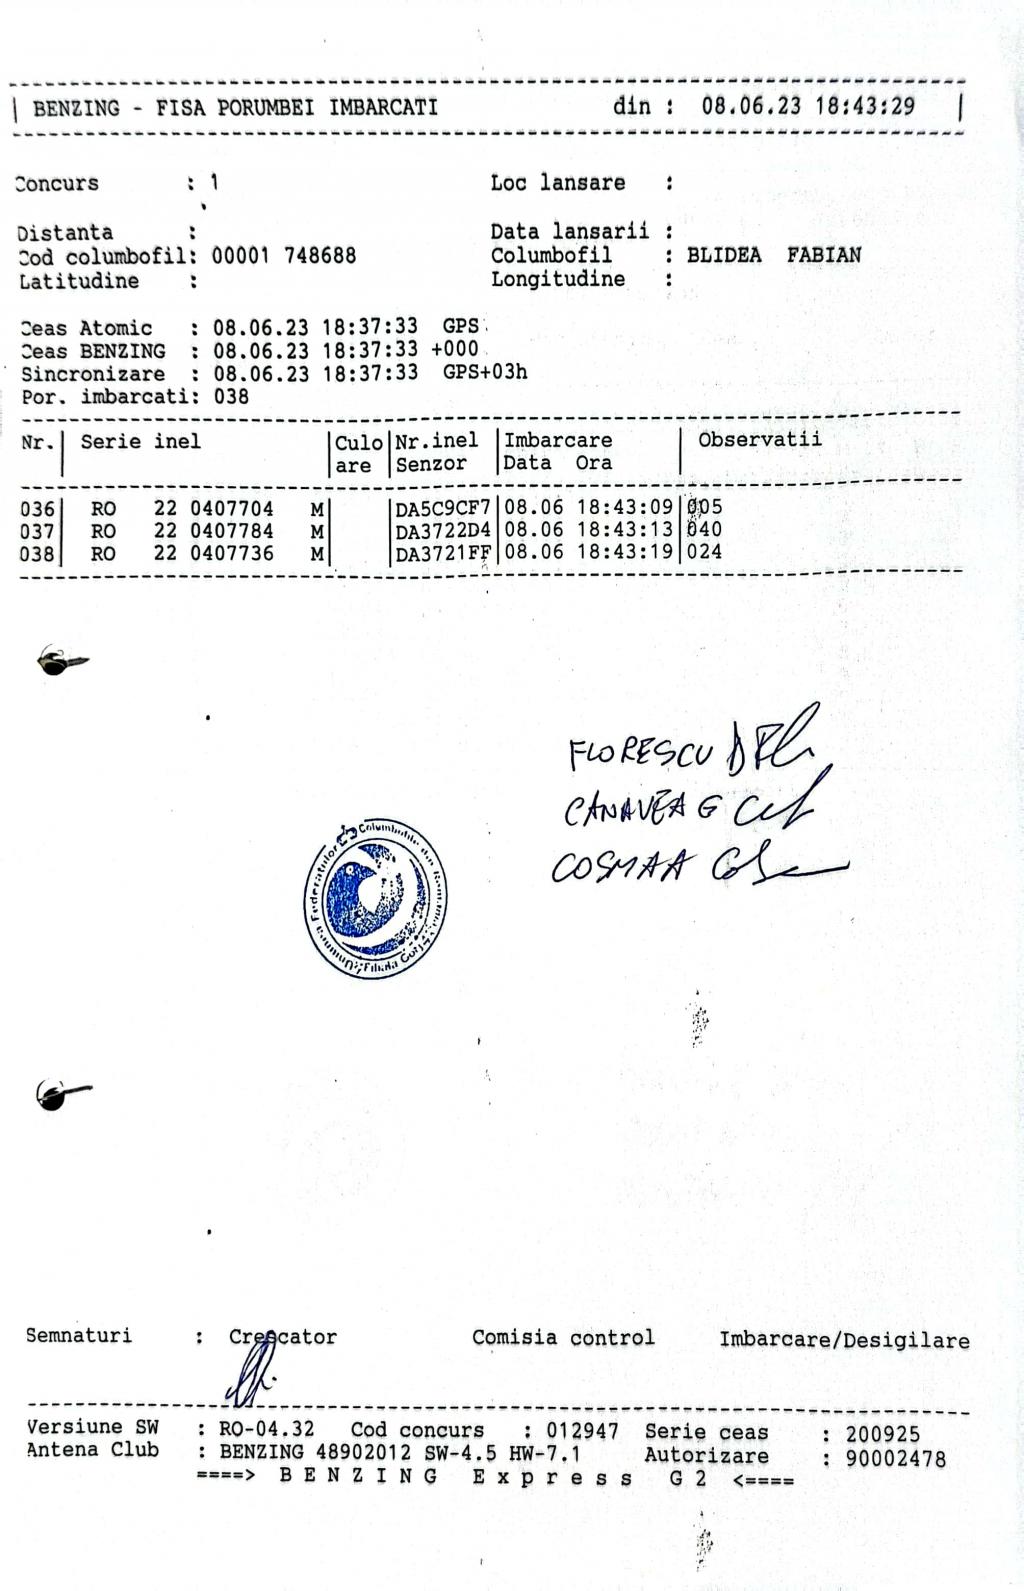 BENZING - FISA PORUMBEI IMBARCATI din : 08.06.23 18:43:29
Concurs : 1 Loc lansare :
Distanta : Data lansarii :
Cod columbofil: 00001 748688 Columbofil : BLIDEA FABIAN
Latitudine : Longitudine :
Ceas Atomic : 08.06.23 18:37:33 GPS
Ceas BENZING : 08.06.23 18:37:33 +000
Sincronizare : 08.06.23 18:37:33 GPS+03h
Por. imbarcati: 038
Nr.| Serie inel |Culo|Nr.inel |Imbarcare | Observatii
| |are |Senzor |Data Ora |
036| RO 22 0407704 M| |DA5C9CF7|08.06 18:43:09|005
037| RO 22 0407784 M| |DA3722D4|08.06 18:43:13|040
038| RO 22 0407736 M| |DA3721FF|08.06 18:43:19|024
FLORESCU
CANAVEA G
COSMA A
Uniunea Federatiilor Columbofile din Romania
Filiala Gorj
Semnaturi : Crescator Comisia control Imbarcare/Desigilare
Versiune SW : RO-04.32 Cod concurs : 012947 Serie ceas : 200925
Antena Club : BENZING 48902012 SW-4.5 HW-7.1 Autorizare : 90002478
====> B E N Z I N G E x p r e s s G 2 <====